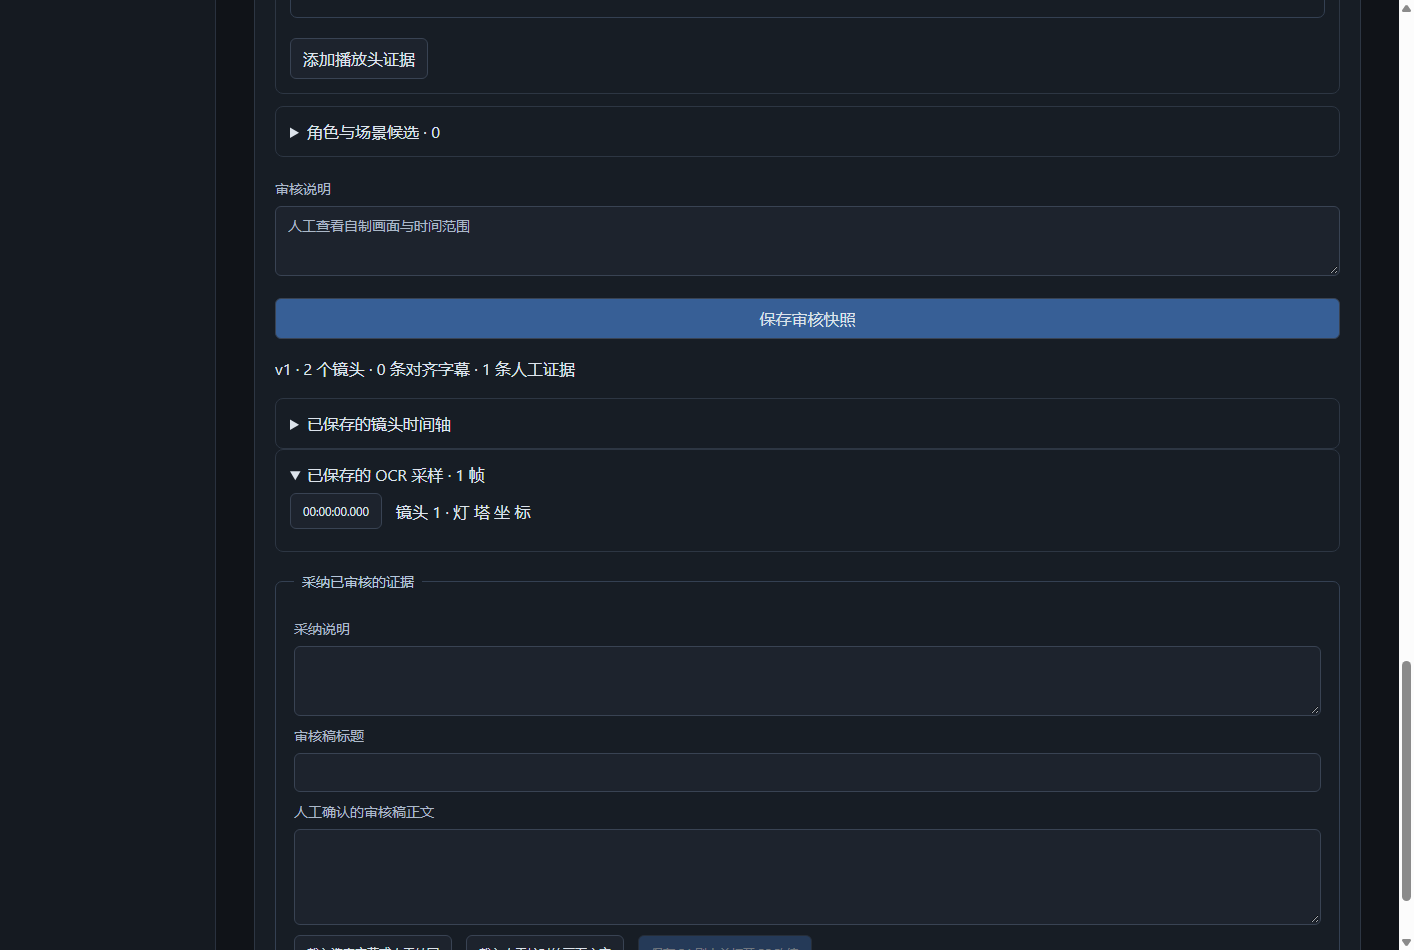 添加播放头证据
▶ 角色与场景候选 · 0
审核说明
人工查看自制画面与时间范围
保存审核快照
v1 · 2 个镜头 · 0 条对齐字幕 · 1 条人工证据
▶ 已保存的镜头时间轴
▼ 已保存的 OCR 采样 · 1 帧
00:00:00.000 镜头 1 · 灯 塔 坐 标
采纳已审核的证据
采纳说明
审核稿标题
人工确认的审核稿正文